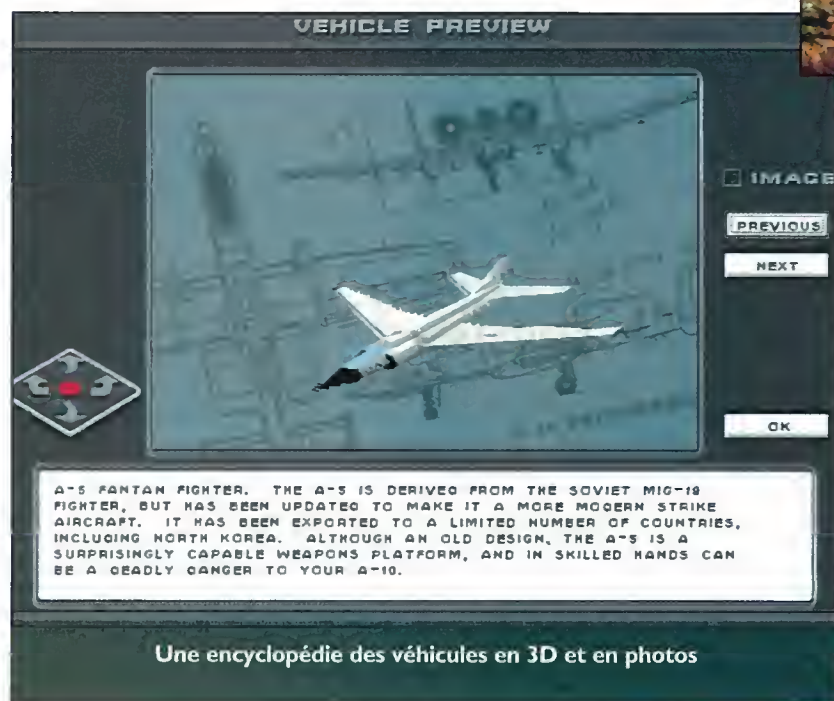 VEHICLE PREVIEW
IMAGE
PREVIOUS
NEXT
OK
A-5 FANTAN FIGHTER. THE A-5 IS DERIVED FROM THE SOVIET MIG-19
FIGHTER, BUT HAS BEEN UPDATED TO MAKE IT A MORE MODERN STRIKE
AIRCRAFT. IT HAS BEEN EXPORTED TO A LIMITED NUMBER OF COUNTRIES,
INCLUDING NORTH KOREA. ALTHOUGH AN OLD DESIGN, THE A-5 IS A
SURPRISINGLY CAPABLE WEAPONS PLATFORM, AND IN SKILLED HANDS CAN
BE A DEADLY DANGER TO YOUR A-10.
Une encyclopédie des véhicules en 3D et en photos